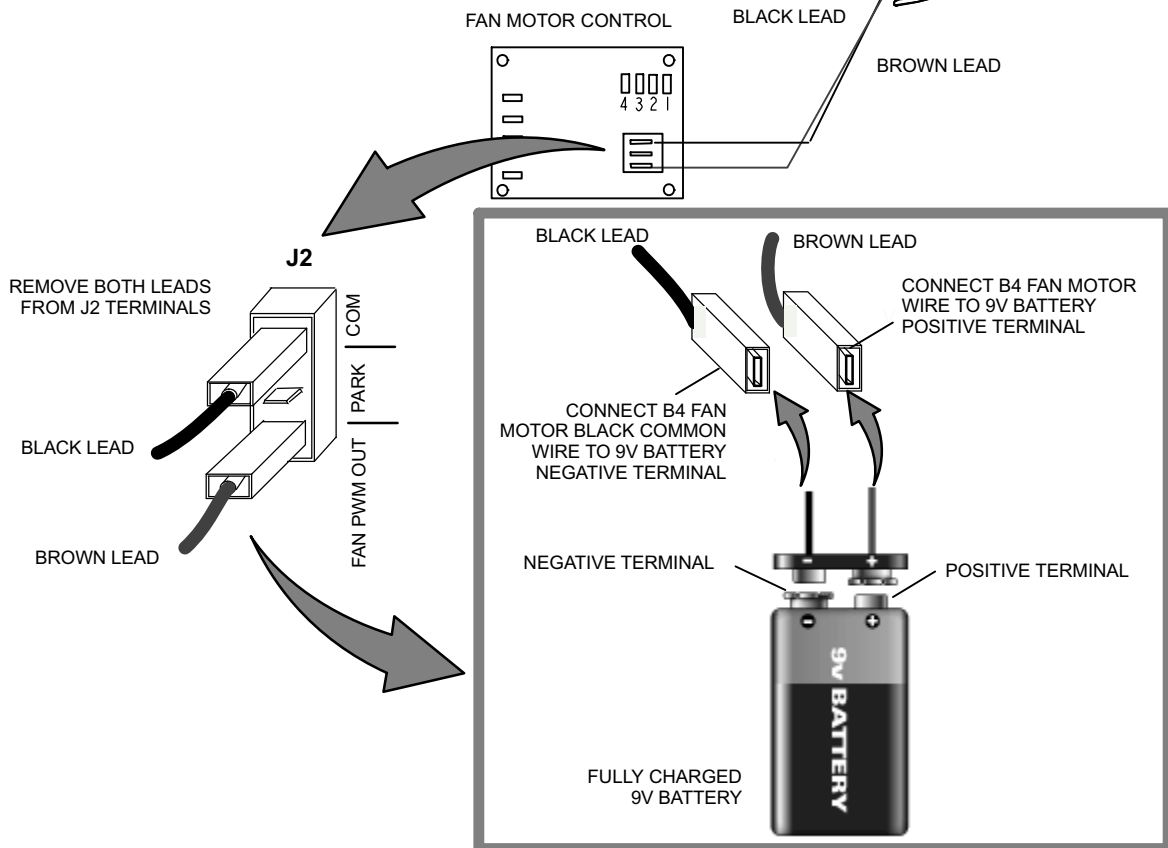 FAN MOTOR CONTROL
BLACK LEAD
BROWN LEAD
4 3 2 1
J2
REMOVE BOTH LEADS
FROM J2 TERMINALS
COM
PARK
FAN PWM OUT
BLACK LEAD
BROWN LEAD
BLACK LEAD
BROWN LEAD
CONNECT B4 FAN MOTOR
WIRE TO 9V BATTERY
POSITIVE TERMINAL
CONNECT B4 FAN
MOTOR BLACK COMMON
WIRE TO 9V BATTERY
NEGATIVE TERMINAL
- +
NEGATIVE TERMINAL
POSITIVE TERMINAL
- +
9v BATTERY
FULLY CHARGED
9V BATTERY